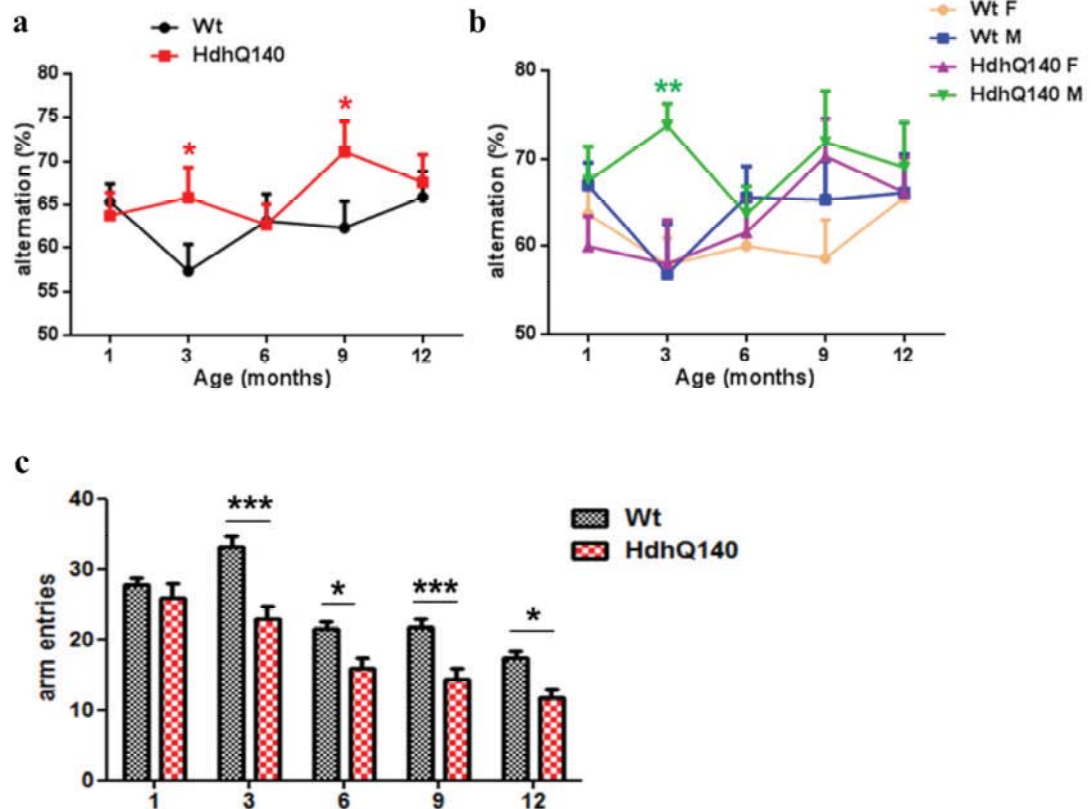 a
Wt
HdhQ140
80
75
70
65
60
55
50
alternation (%)
*
*
1 3 6 9 12
Age (months)
b
Wt F
Wt M
HdhQ140 F
HdhQ140 M
80
70
60
50
alternation (%)
**
1 3 6 9 12
Age (months)
c
40
30
20
10
0
arm entries
***
*
***
*
Wt
HdhQ140
1 3 6 9 12